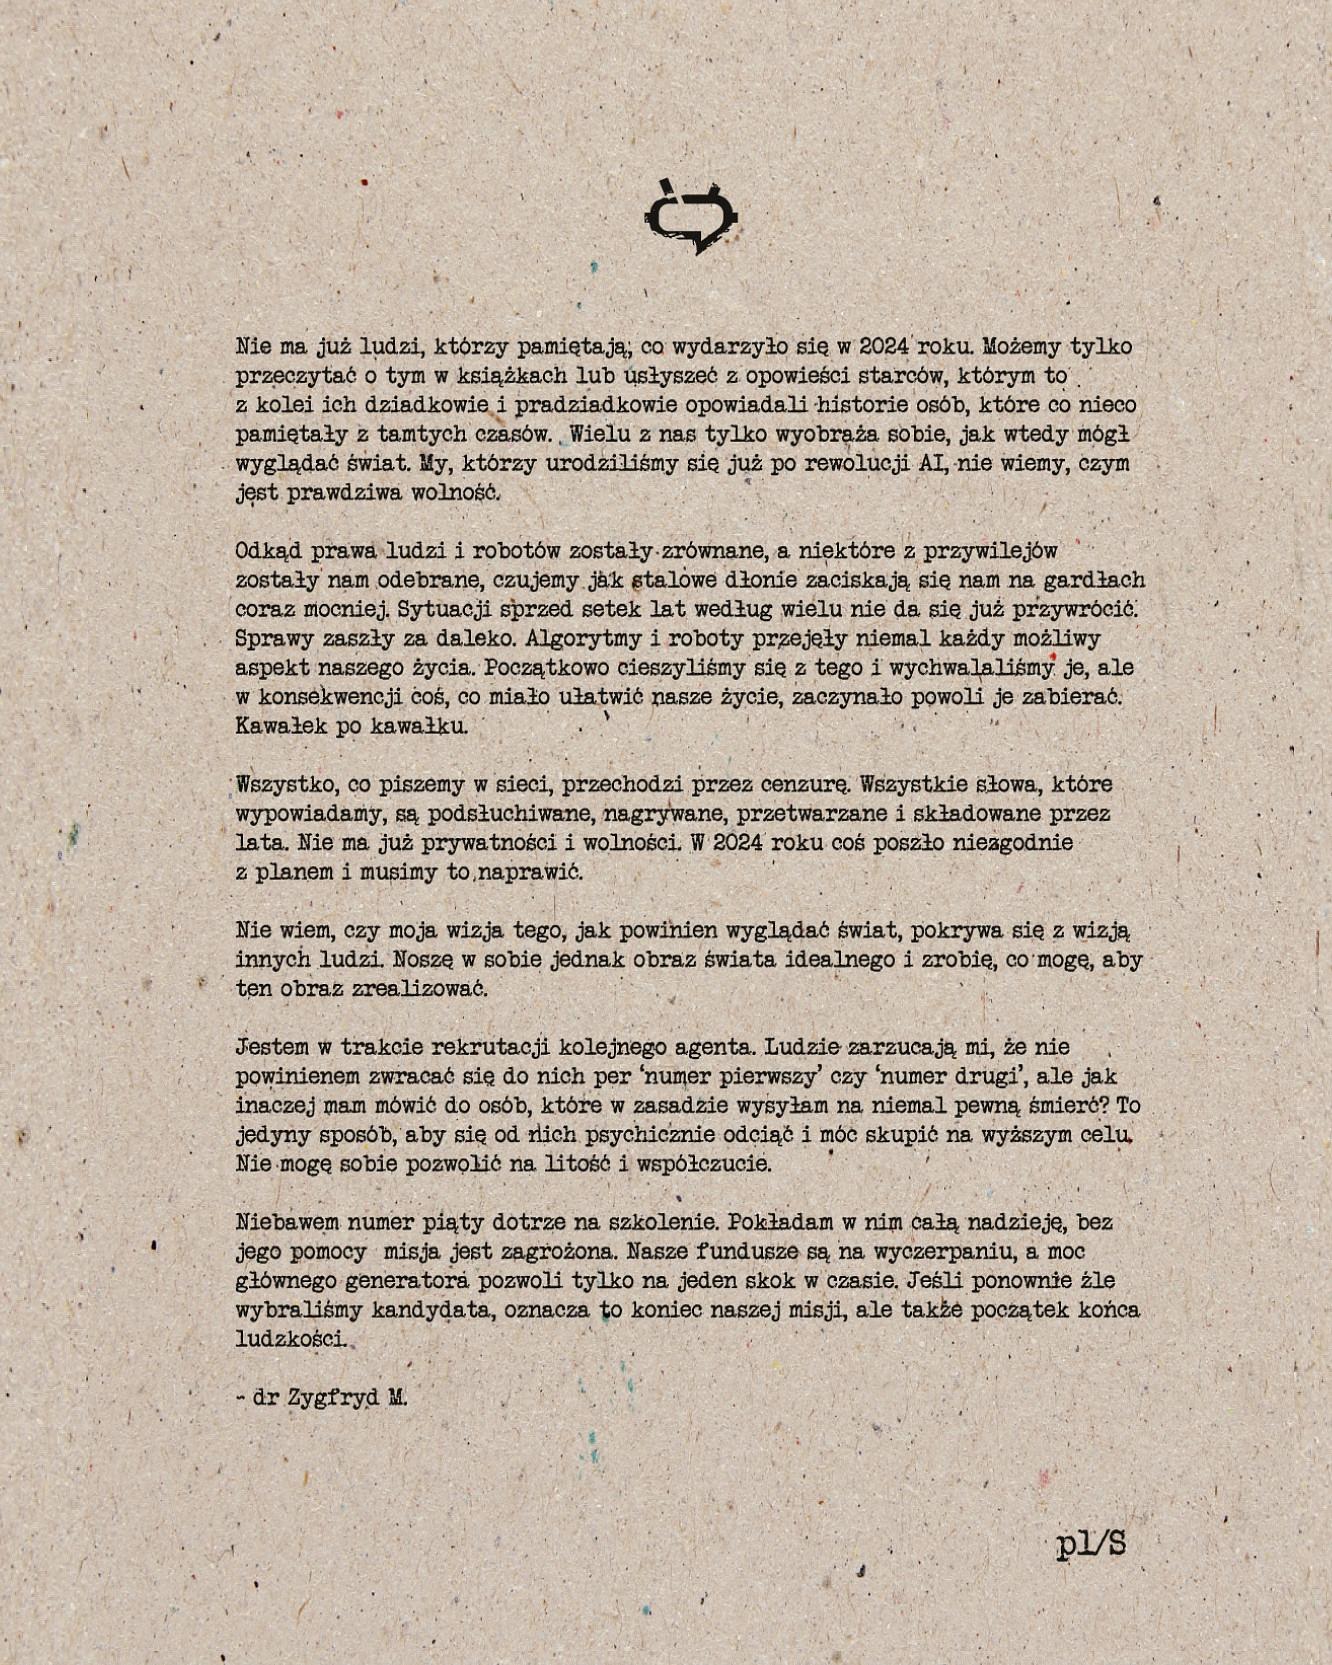 Nie ma już ludzi, którzy pamiętają, co wydarzyło się w 2024 roku. Możemy tylko
przeczytać o tym w książkach lub usłyszeć z opowieści starców, którym to
z kolei ich dziadkowie i pradziadkowie opowiadali historie osób, które co nieco
pamiętały z tamtych czasów. Wielu z nas tylko wyobraża sobie, jak wtedy mógł
wyglądać świat. My, którzy urodziliśmy się już po rewolucji AI, nie wiemy, czym
jest prawdziwa wolność.
Odkąd prawa ludzi i robotów zostały zrównane, a niektóre z przywilejów
zostały nam odebrane, czujemy jak stalowe dłonie zaciskają się nam na gardłach
coraz mocniej. Sytuacji sprzed setek lat według wielu nie da się już przywrócić.
Sprawy zaszły za daleko. Algorytmy i roboty przejęły niemal każdy możliwy
aspekt naszego życia. Początkowo cieszyliśmy się z tego i wychwalaliśmy je, ale
w konsekwencji coś, co miało ułatwić nasze życie, zaczynało powoli je zabierać.
Kawałek po kawałku.
Wszystko, co piszemy w sieci, przechodzi przez cenzurę. Wszystkie słowa, które
wypowiadamy, są podsłuchiwane, nagrywane, przetwarzane i składowane przez
lata. Nie ma już prywatności i wolności. W 2024 roku coś poszło niezgodnie
z planem i musimy to naprawić.
Nie wiem, czy moja wizja tego, jak powinien wyglądać świat, pokrywa się z wizją
innych ludzi. Noszę w sobie jednak obraz świata idealnego i zrobię, co mogę, aby
ten obraz zrealizować.
Jestem w trakcie rekrutacji kolejnego agenta. Ludzie zarzucają mi, że nie
powinienem zwracać się do nich per ‘numer pierwszy’ czy ‘numer drugi’, ale jak
inaczej mam mówić do osób, które w zasadzie wysyłam na niemal pewną śmierć? To
jedyny sposób, aby się od nich psychicznie odciąć i móc skupić na wyższym celu.
Nie mogę sobie pozwolić na litość i współczucie.
Niebawem numer piąty dotrze na szkolenie. Pokładam w nim całą nadzieję, bez
jego pomocy misja jest zagrożona. Nasze fundusze są na wyczerpaniu, a moc
głównego generatora pozwoli tylko na jeden skok w czasie. Jeśli ponownie źle
wybraliśmy kandydata, oznacza to koniec naszej misji, ale także początek końca
ludzkości.
~ dr Zygfryd M.
pl/S